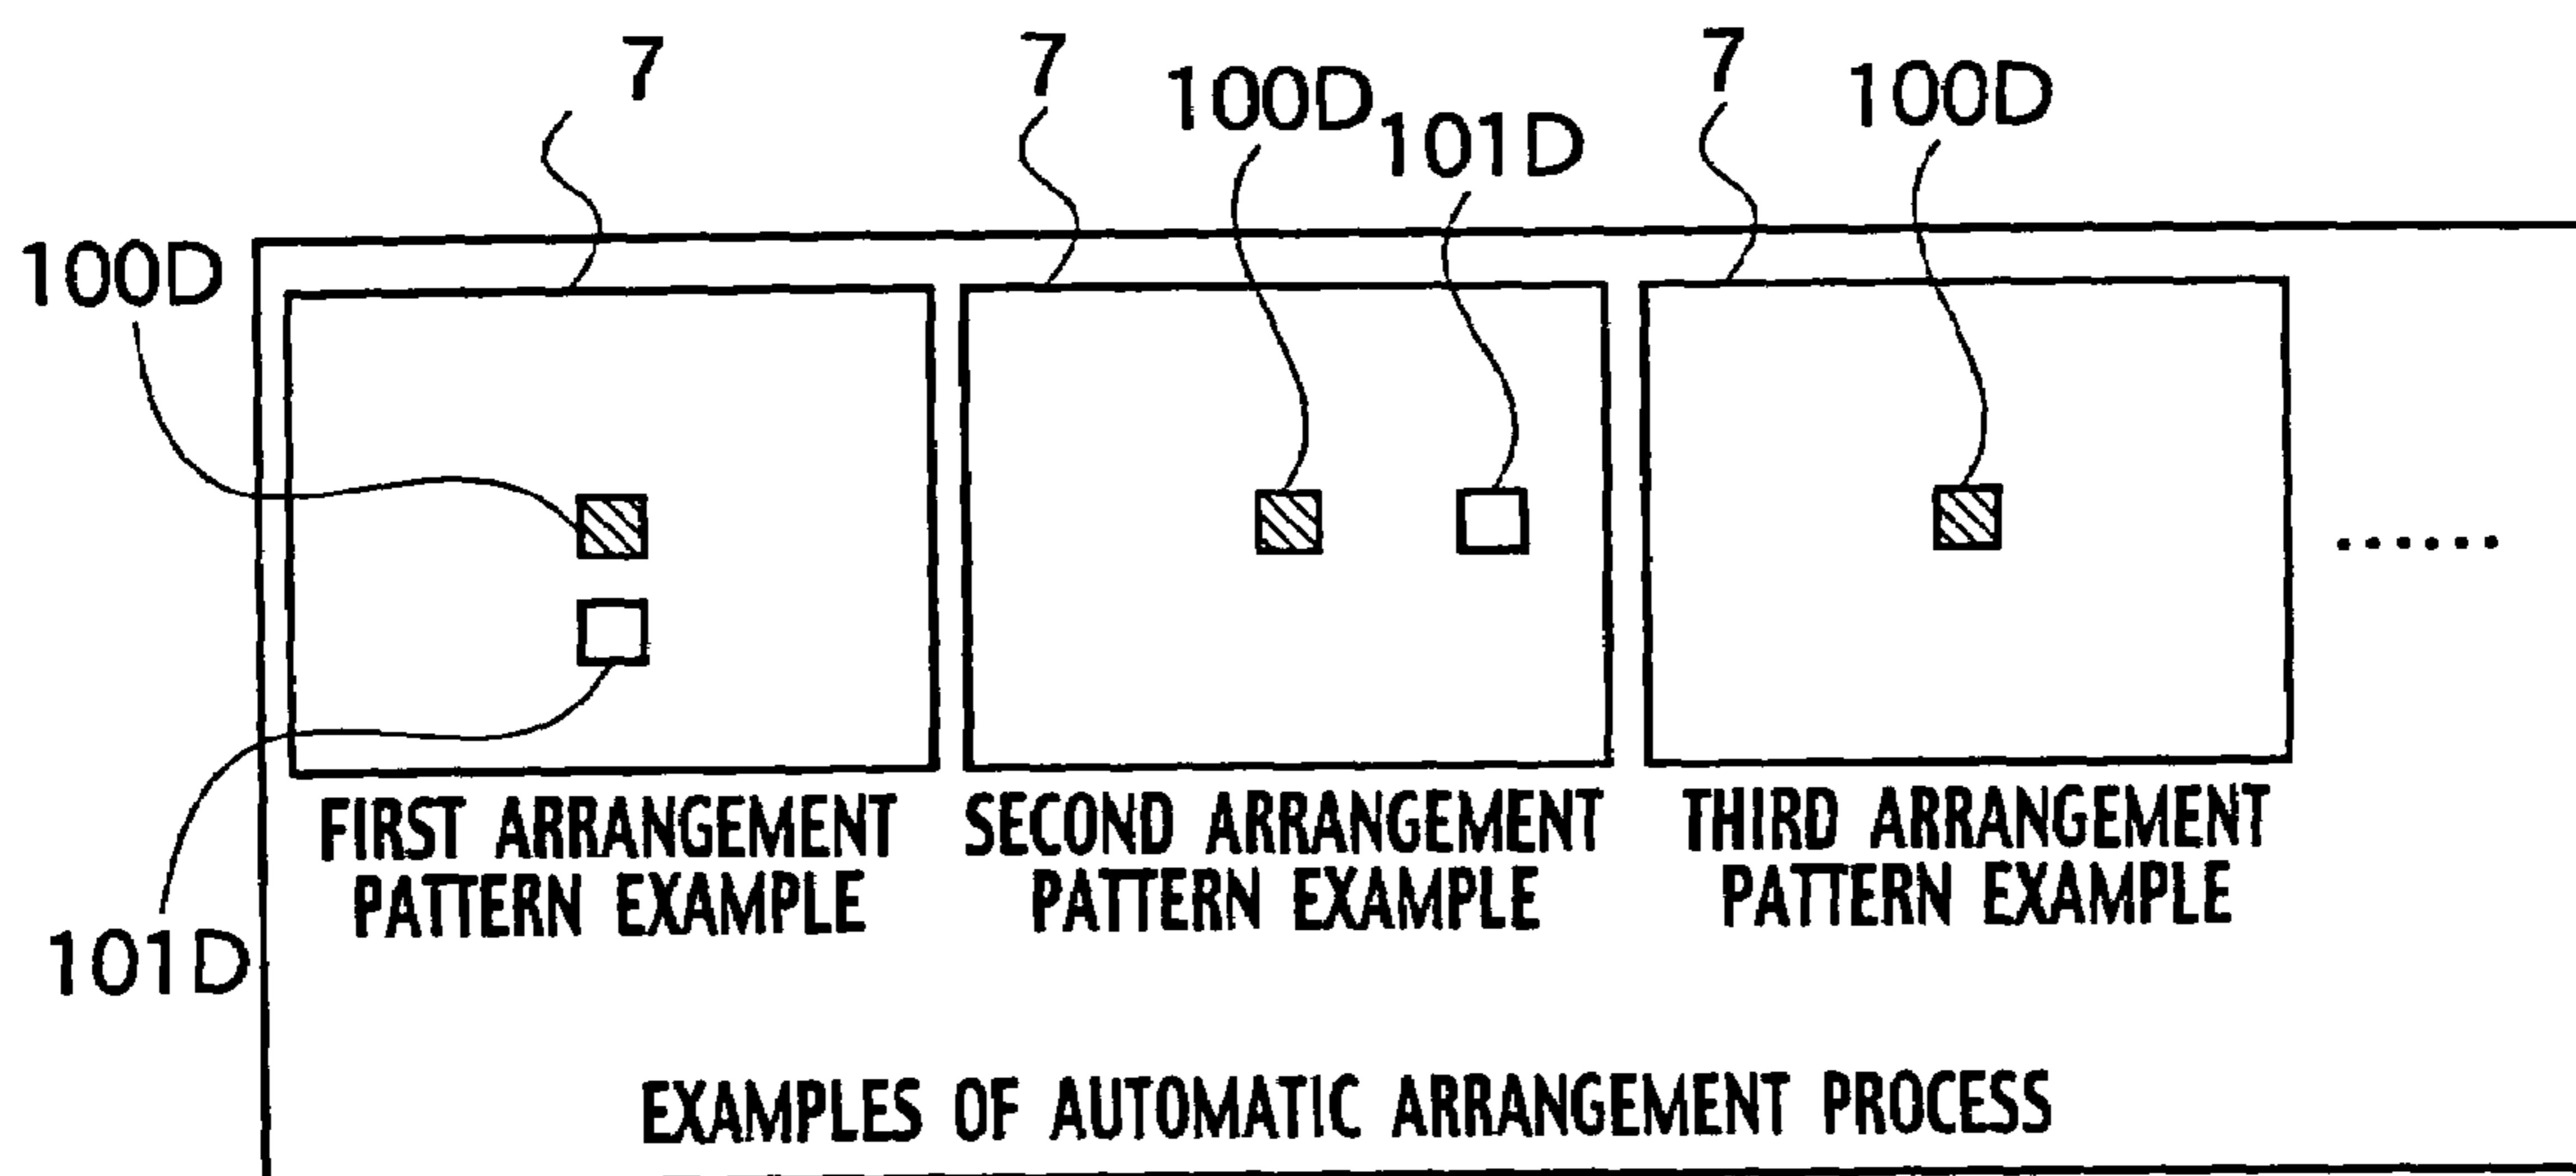 7
7
100D
101D
7
100D
100D
101D
FIRST ARRANGEMENT
PATTERN EXAMPLE
SECOND ARRANGEMENT
PATTERN EXAMPLE
THIRD ARRANGEMENT
PATTERN EXAMPLE
......
EXAMPLES OF AUTOMATIC ARRANGEMENT PROCESS